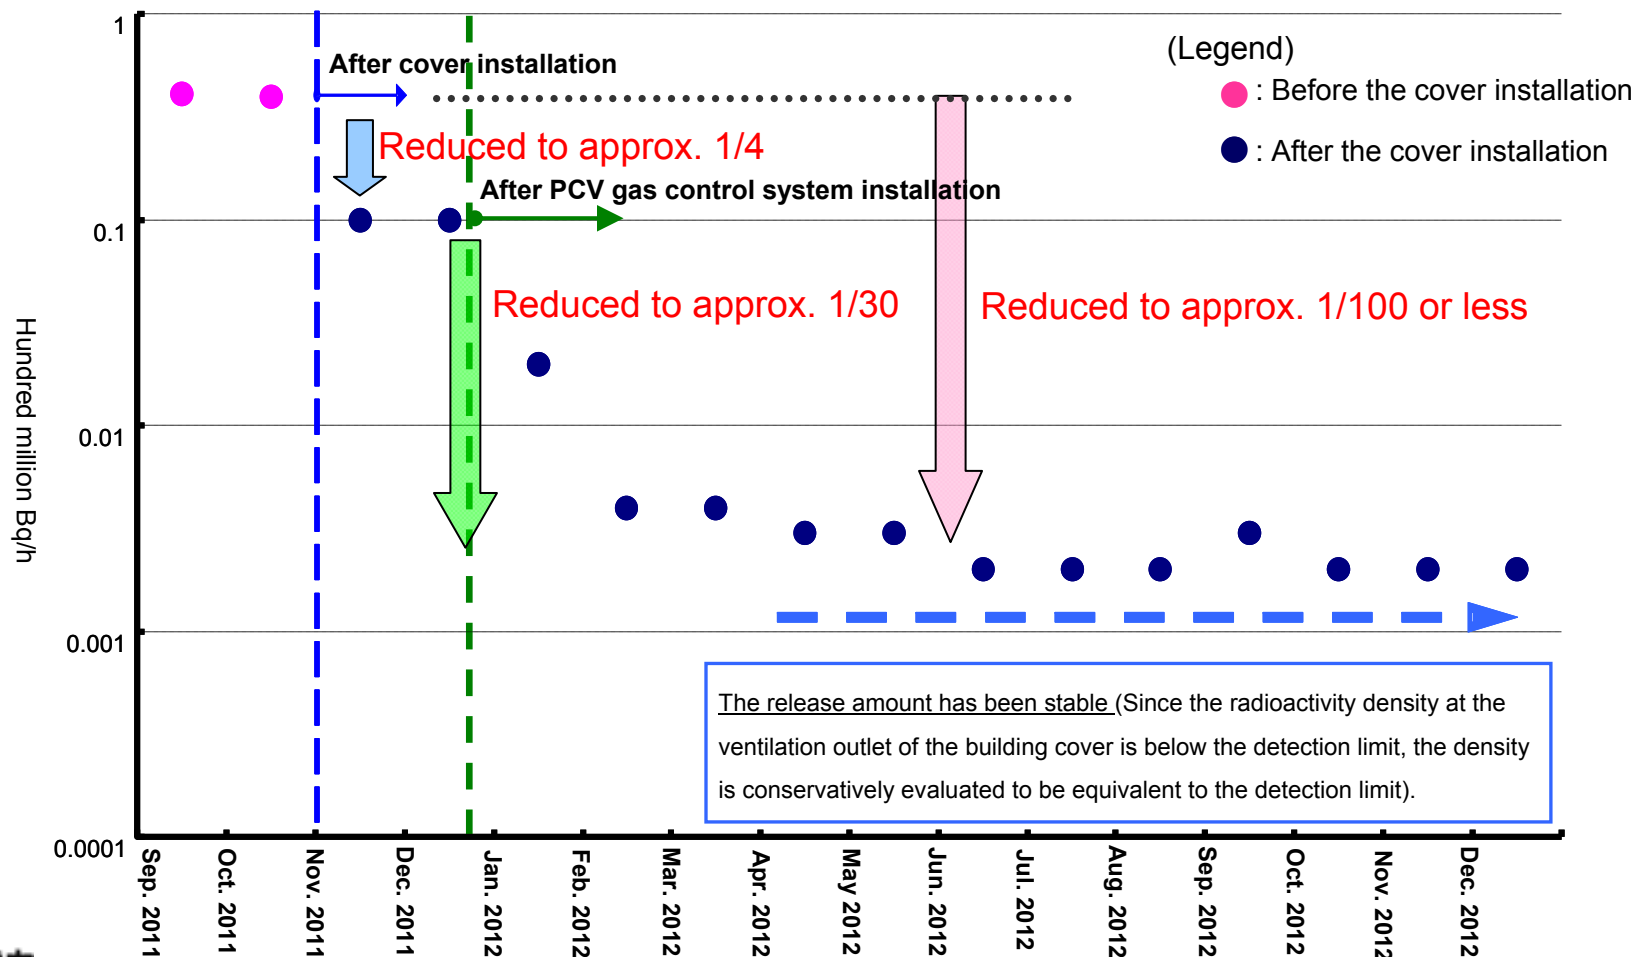 1
0.1
0.01
0.001
0.0001
Hundred million Bq/h
After cover installation
(Legend)
: Before the cover installation
: After the cover installation
Reduced to approx. 1/4
After PCV gas control system installation
Reduced to approx. 1/30
Reduced to approx. 1/100 or less
The release amount has been stable (Since the radioactivity density at the
ventilation outlet of the building cover is below the detection limit, the density
is conservatively evaluated to be equivalent to the detection limit).
Sep. 2011
Oct. 2011
Nov. 2011
Dec. 2011
Jan. 2012
Feb. 2012
Mar. 2012
Apr. 2012
May 2012
Jun. 2012
Jul. 2012
Aug. 2012
Sep. 2012
Oct. 2012
Nov. 2012
Dec. 2012